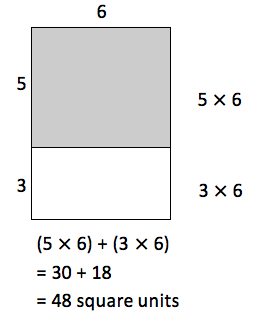 6
5
5 × 6
3
3 × 6
(5 × 6) + (3 × 6)
= 30 + 18
= 48 square units